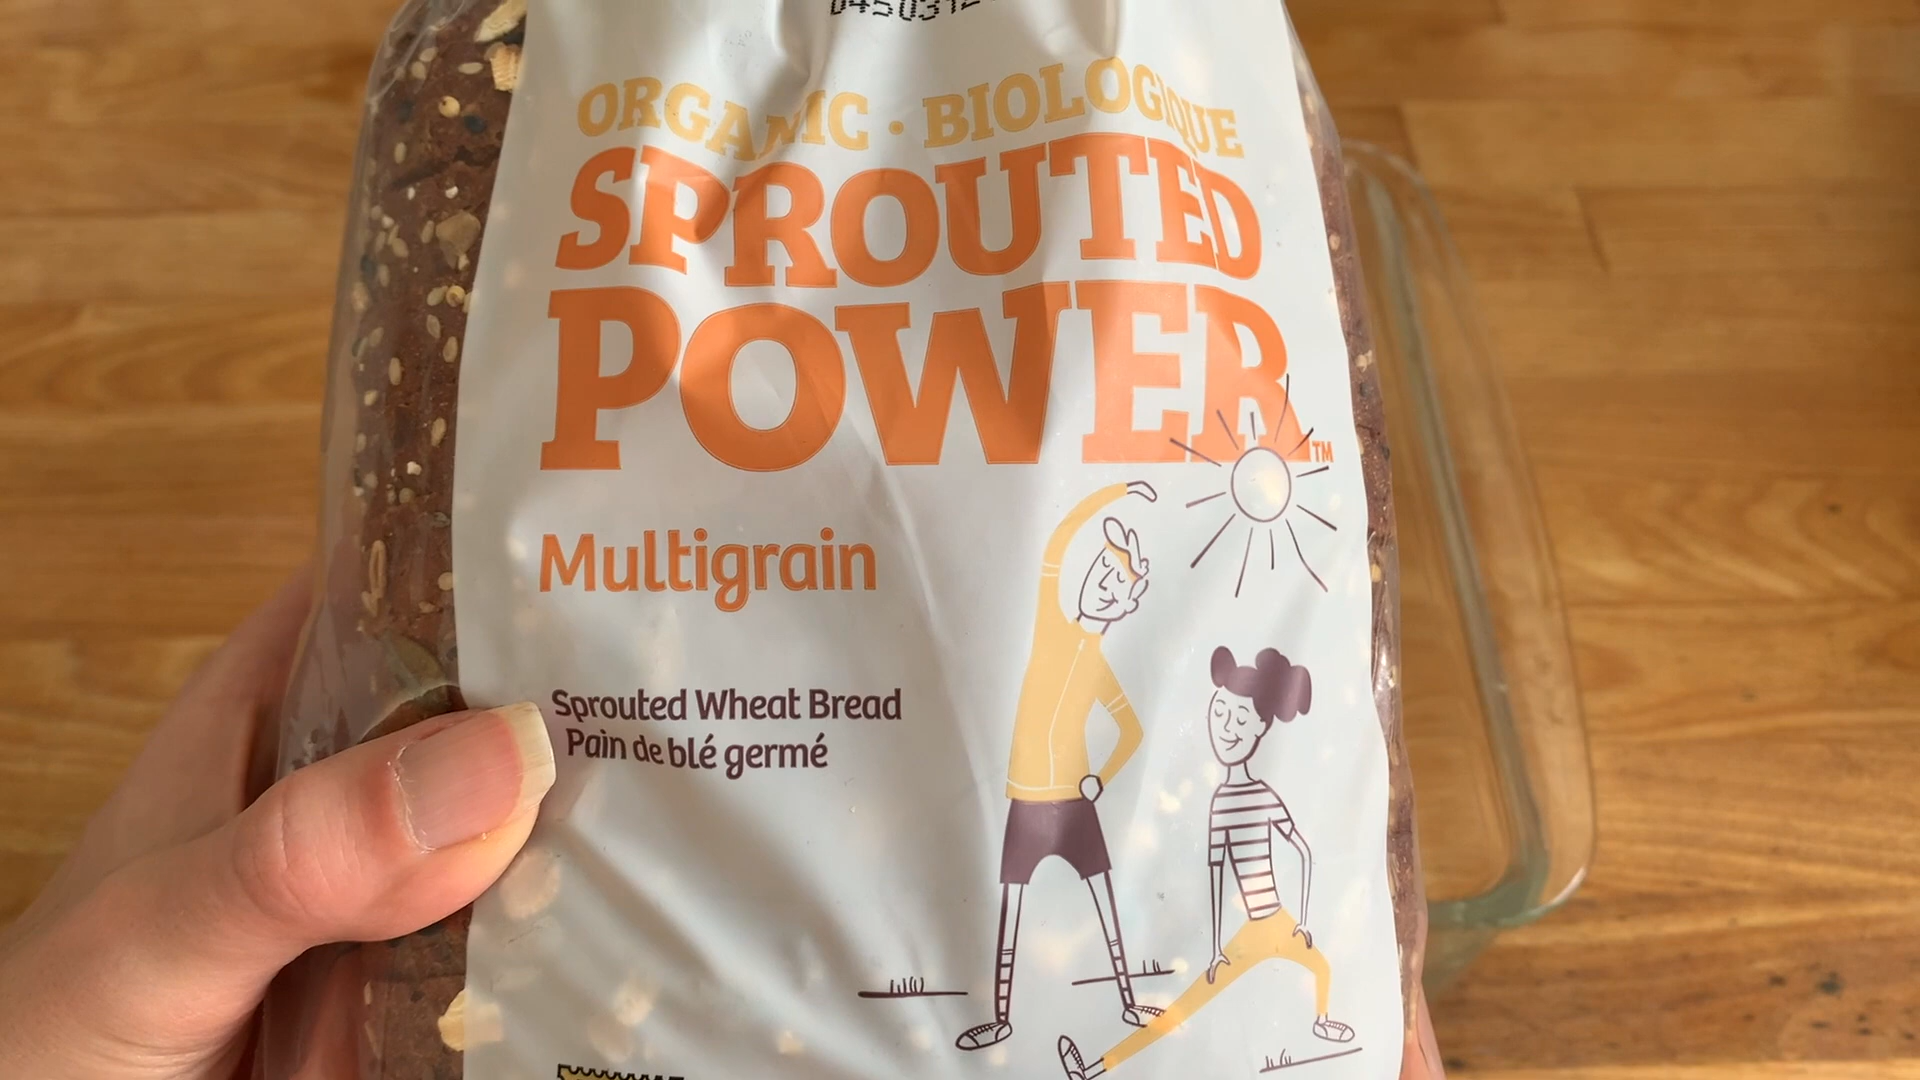 ORGANIC · BIOLOGIQUE
SPROUTED
POWER™
Multigrain
Sprouted Wheat Bread
Pain de blé germé